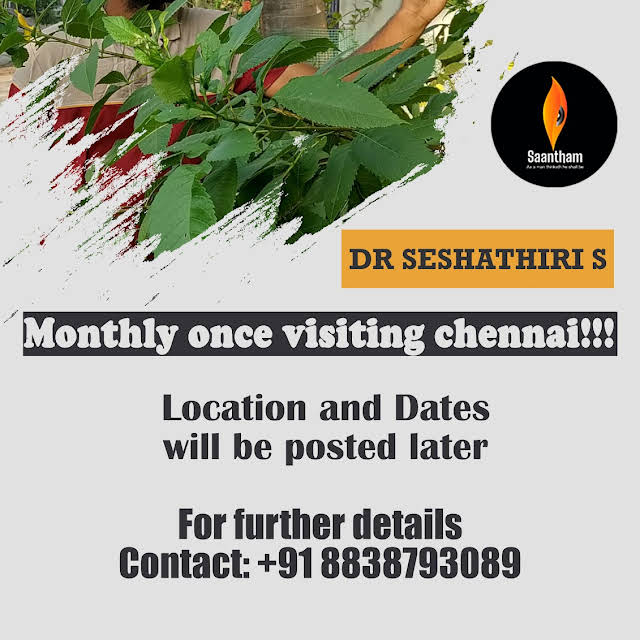 Saantham
As a man thinketh he shall be
DR SESHATHIRI S
Monthly once visiting chennai!!!
Location and Dates
will be posted later
For further details
Contact: +91 8838793089